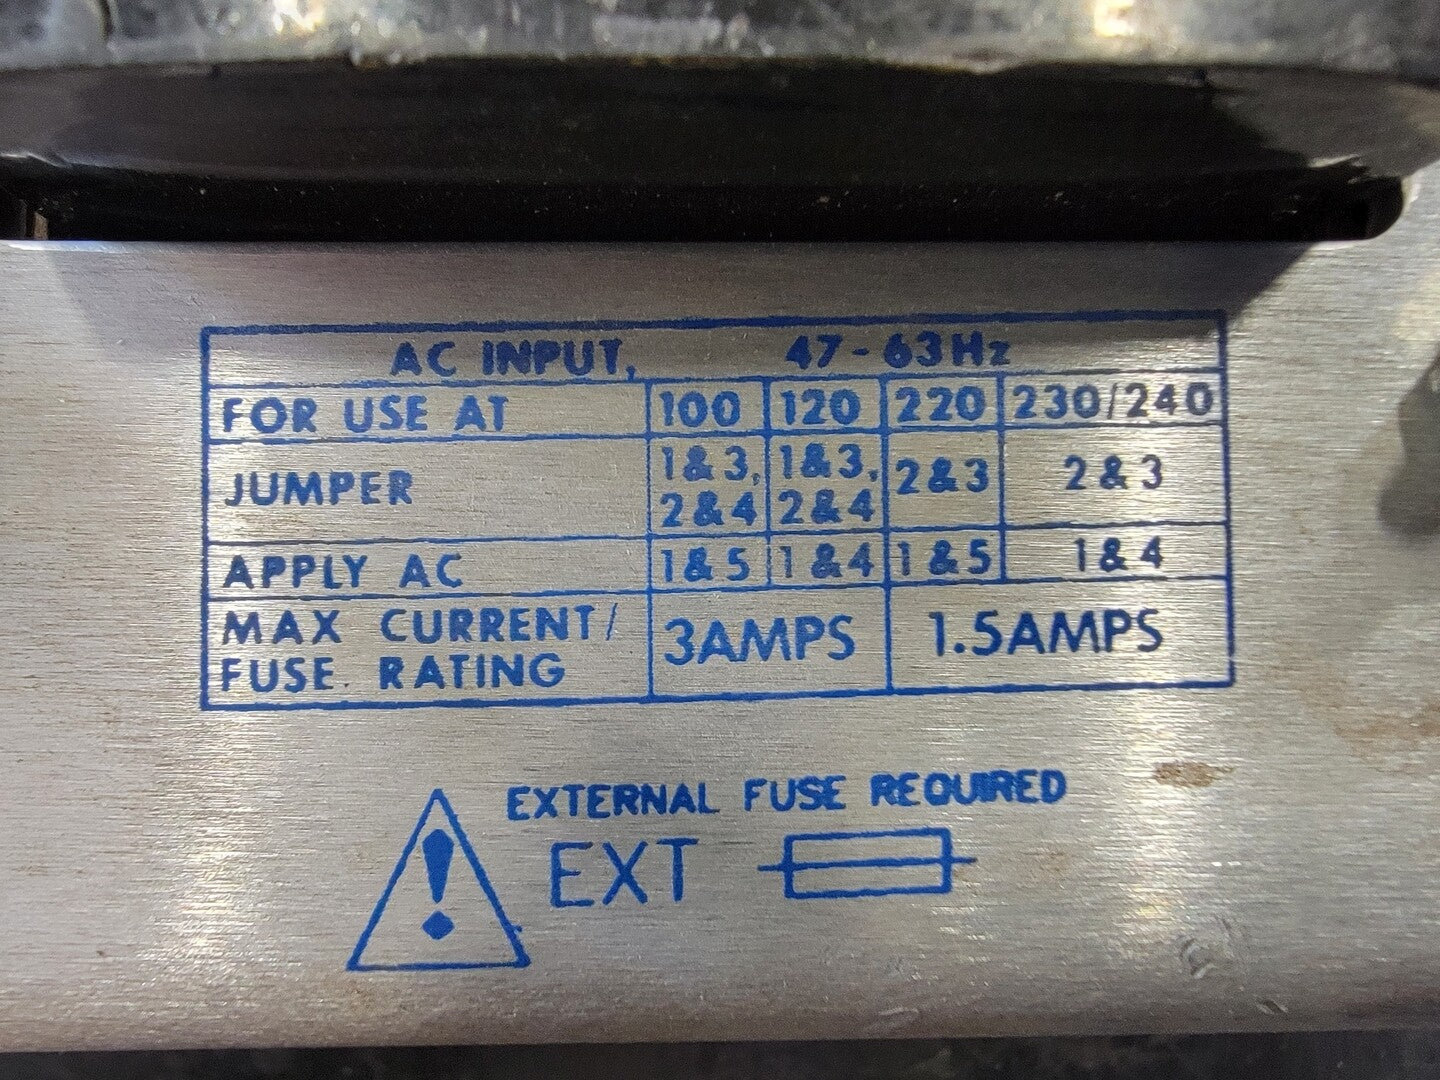 AC INPUT, 47-63Hz
FOR USE AT 100 120 220 230/240
JUMPER 1&3, 2&4 1&3, 2&4 2&3 2&3
APPLY AC 1&5 1&4 1&5 1&4
MAX CURRENT/ FUSE. RATING 3AMPS 1.5AMPS
EXTERNAL FUSE REQUIRED
EXT